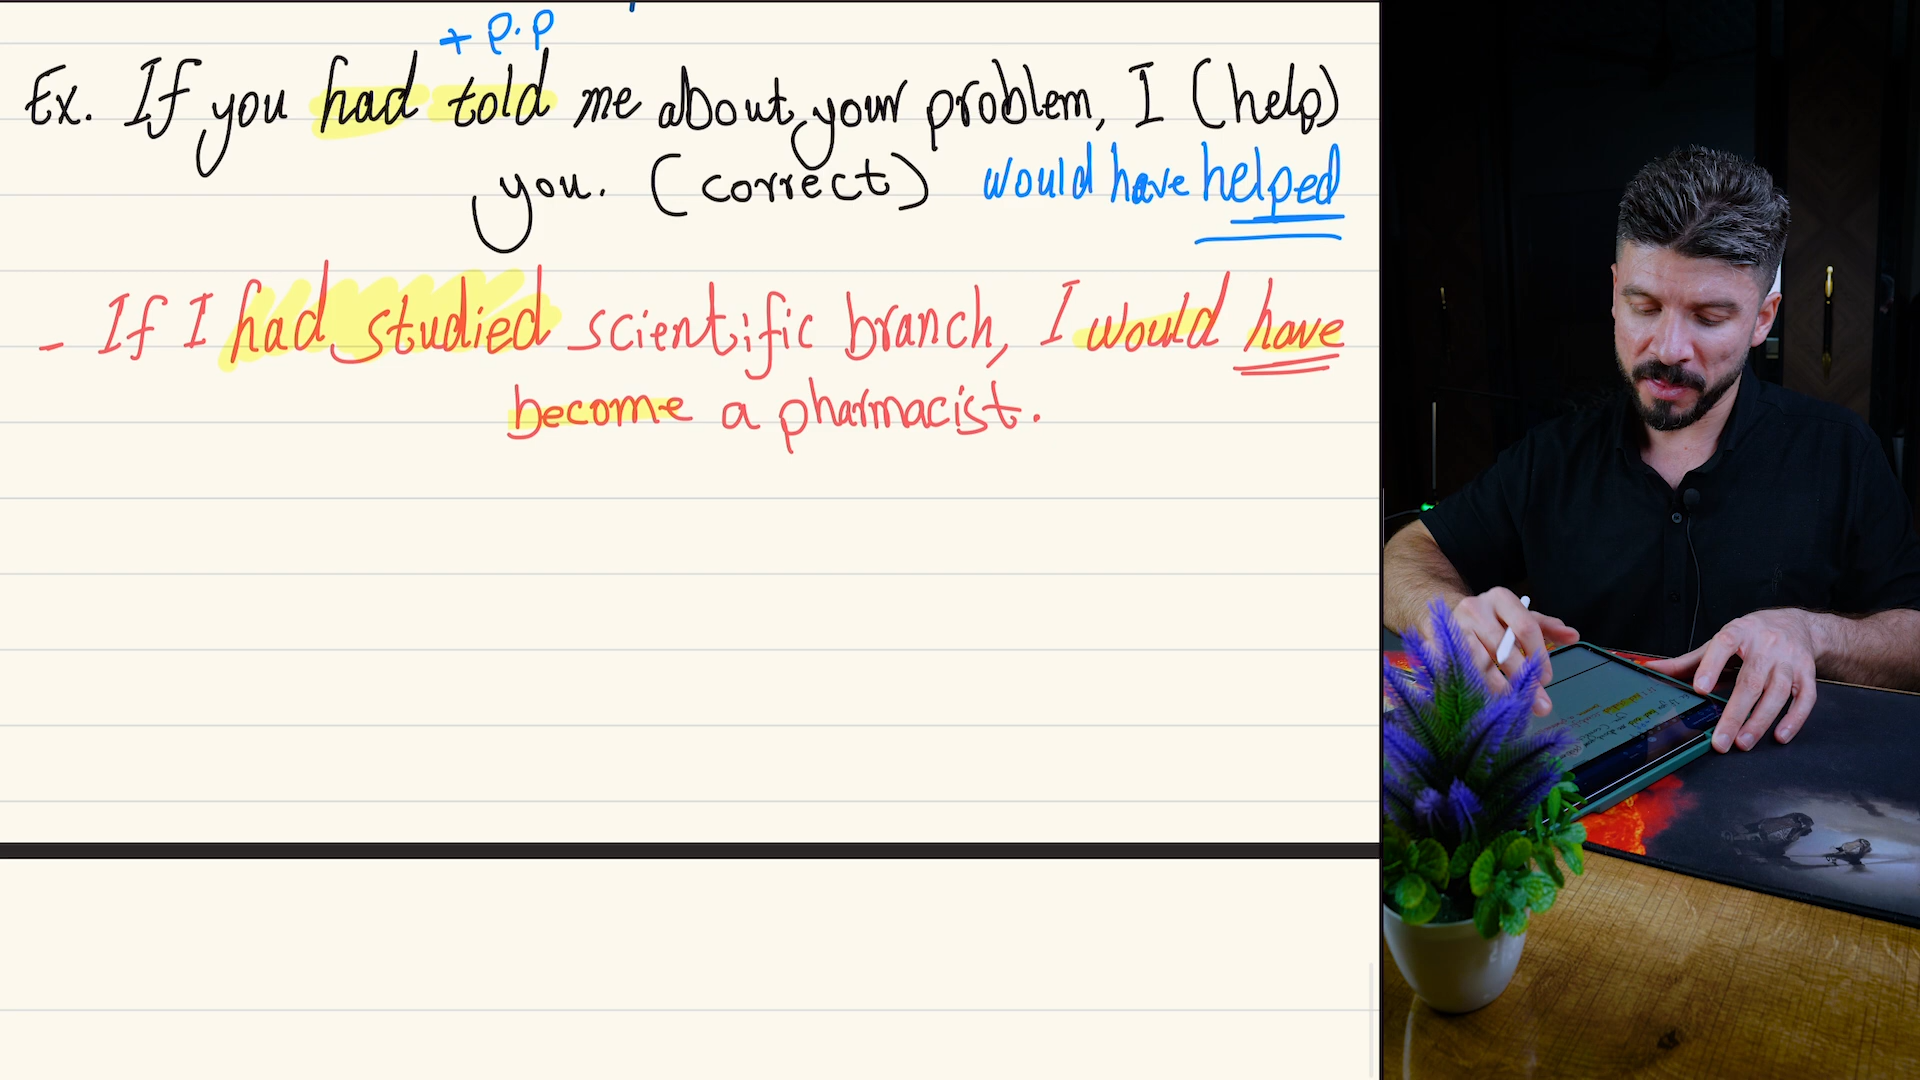 + p.p
Ex. If you had told me about your problem, I (help)
you. (correct) would have helped
- If I had studied scientific branch, I would have
become a pharmacist.